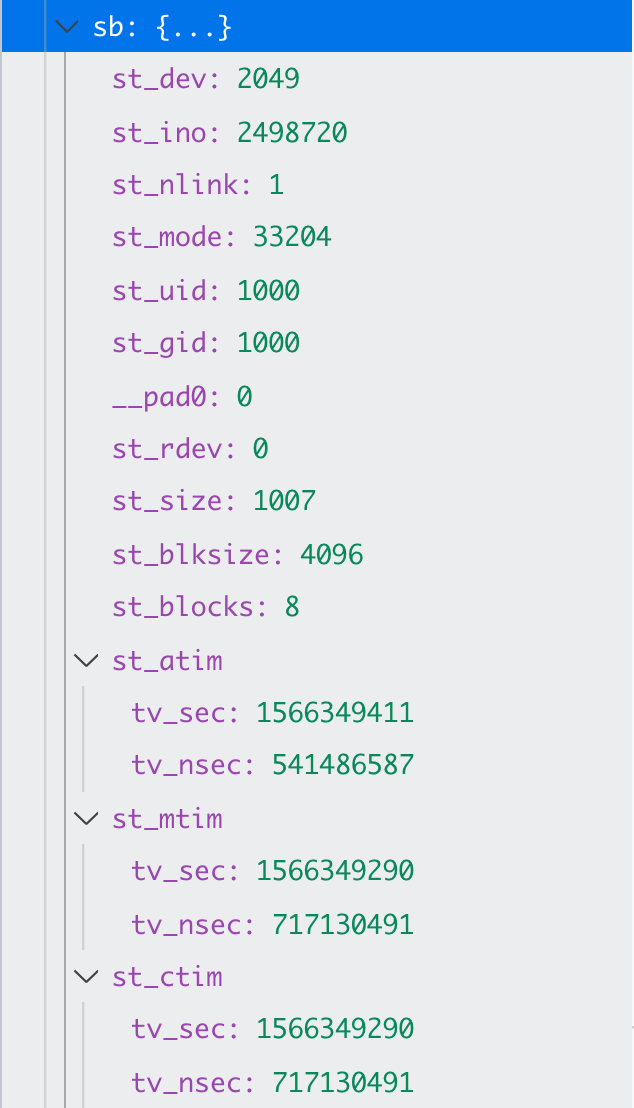 sb: {...}
st_dev: 2049
st_ino: 2498720
st_nlink: 1
st_mode: 33204
st_uid: 1000
st_gid: 1000
__pad0: 0
st_rdev: 0
st_size: 1007
st_blksize: 4096
st_blocks: 8
st_atim
tv_sec: 1566349411
tv_nsec: 541486587
st_mtim
tv_sec: 1566349290
tv_nsec: 717130491
st_ctim
tv_sec: 1566349290
tv_nsec: 717130491